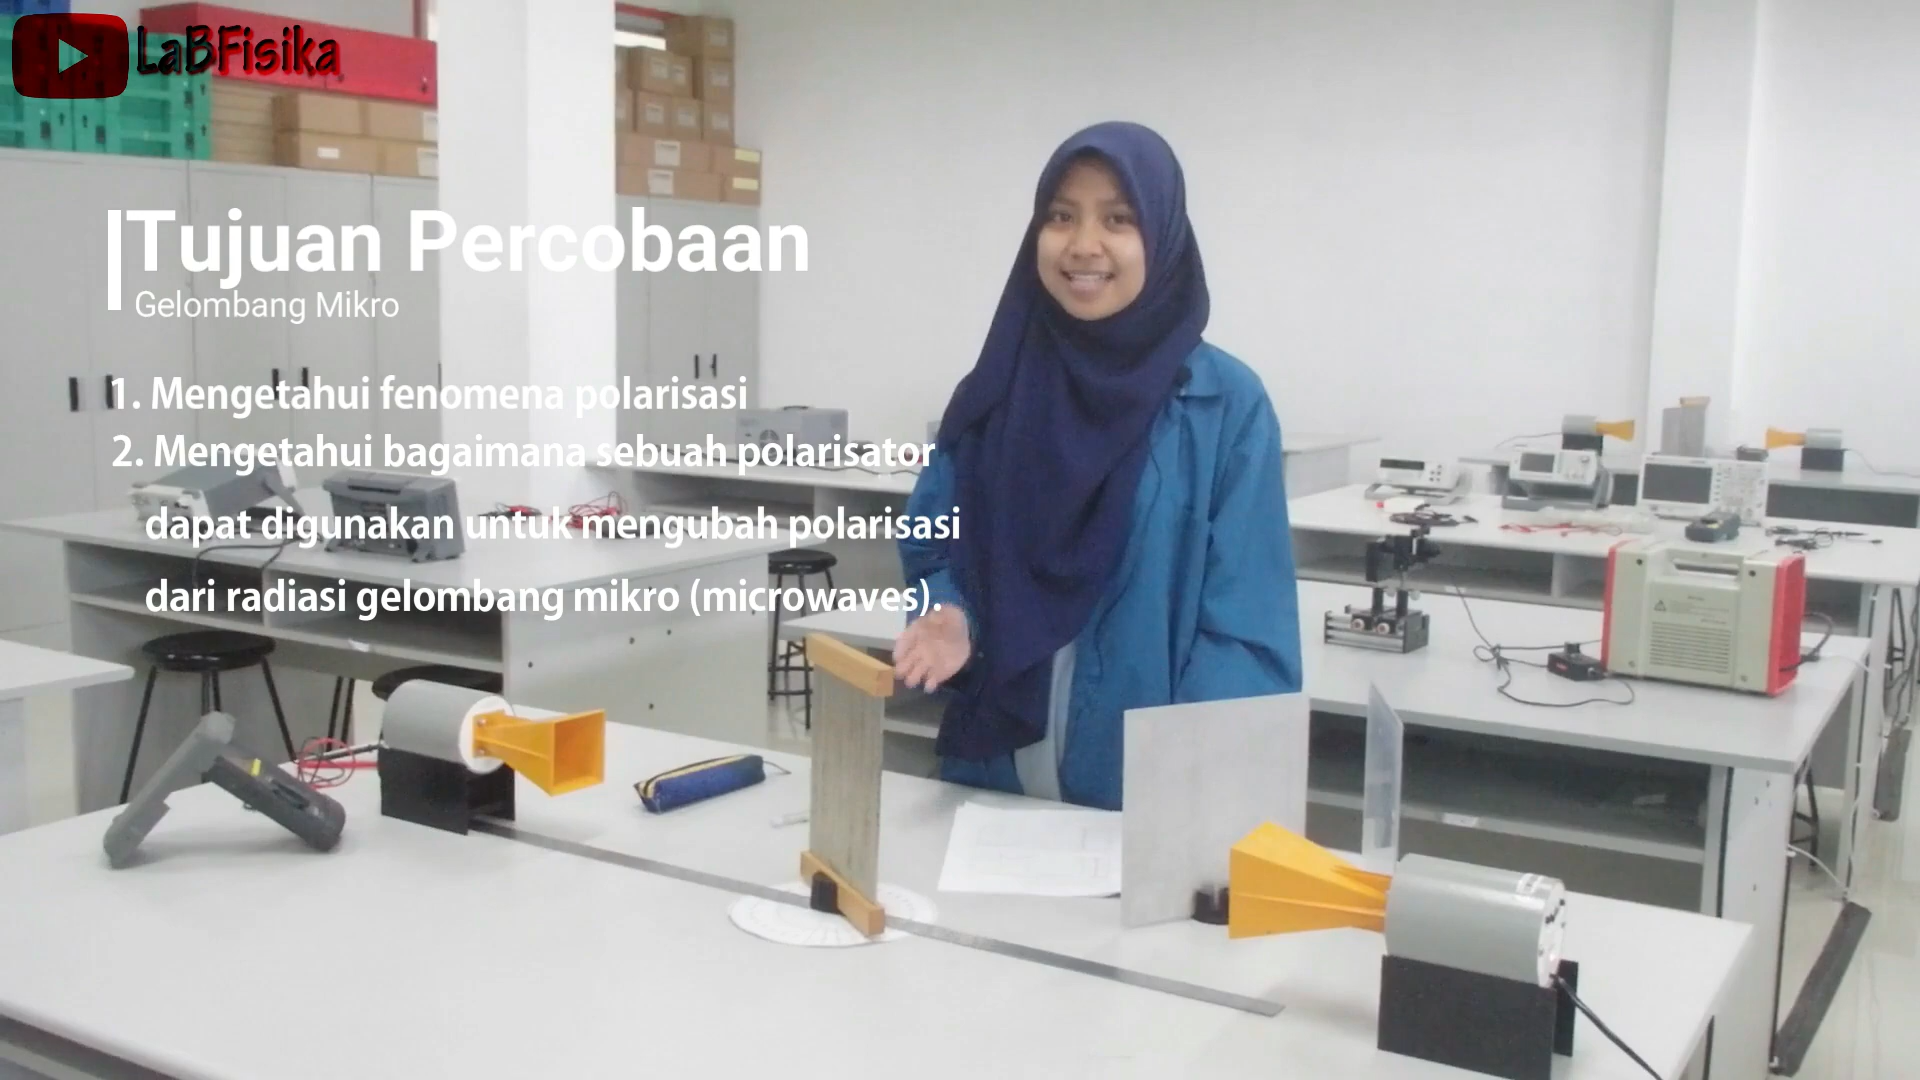 LaBFisika
Tujuan Percobaan
Gelombang Mikro
1. Mengetahui fenomena polarisasi
2. Mengetahui bagaimana sebuah polarisator
dapat digunakan untuk mengubah polarisasi
dari radiasi gelombang mikro (microwaves).